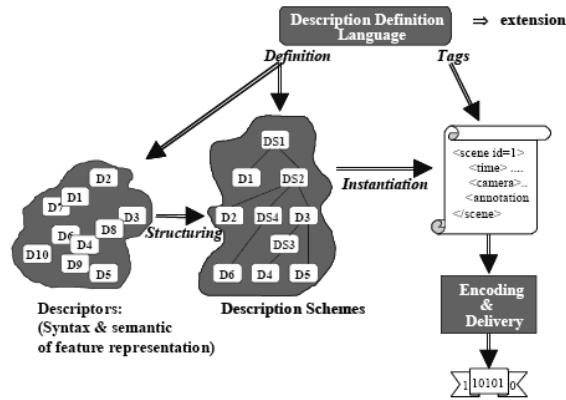 Description Definition
Language
⇒ extension
Definition
Tags
DS1
D1
DS2
D2
DS4
D3
DS3
D6
D4
D5
D2
D7
D1
D3
D8
D6
D4
D10
D9
D5
Structuring
Instantiation
<scene id=1>
<time> ....
<camera>..
<annotation
</scene>
Descriptors:
(Syntax & semantic
of feature representation)
Description Schemes
Encoding
&
Delivery
1 10101 0